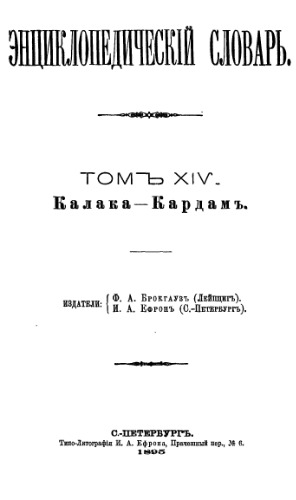 ЭНЦИКЛОПЕДИЧЕСКІЙ СЛОВАРЬ.
ТОМЪ XIV.
Калака—Кардамъ.
ИЗДАТЕЛИ: { Ф. А. Брокгаузъ (Лейпцигъ).
И. А. Ефронъ (С.-Петербургъ).
С.-ПЕТЕРБУРГЪ.
Типо-Литографія И. А. Ефрона, Прачешный пер., № 6.
1895